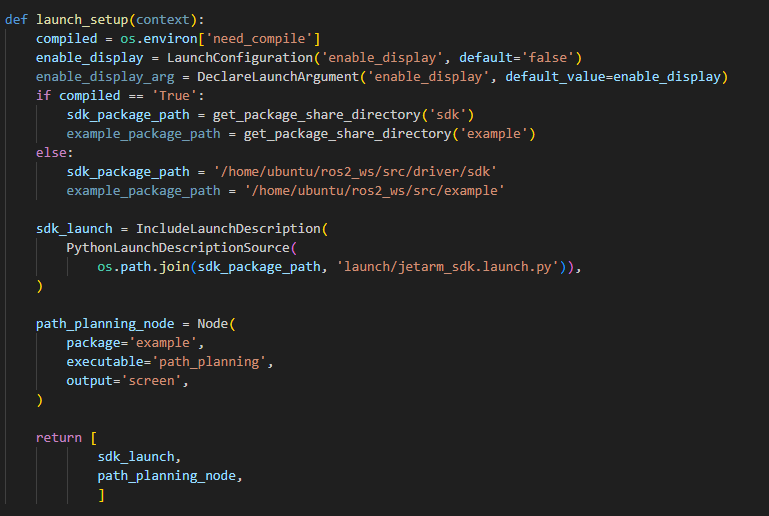 def launch_setup(context):
    compiled = os.environ['need_compile']
    enable_display = LaunchConfiguration('enable_display', default='false')
    enable_display_arg = DeclareLaunchArgument('enable_display', default_value=enable_display)
    if compiled == 'True':
        sdk_package_path = get_package_share_directory('sdk')
        example_package_path = get_package_share_directory('example')
    else:
        sdk_package_path = '/home/ubuntu/ros2_ws/src/driver/sdk'
        example_package_path = '/home/ubuntu/ros2_ws/src/example'

    sdk_launch = IncludeLaunchDescription(
        PythonLaunchDescriptionSource(
            os.path.join(sdk_package_path, 'launch/jetarm_sdk.launch.py')),
    )

    path_planning_node = Node(
        package='example',
        executable='path_planning',
        output='screen',
    )

    return [
            sdk_launch,
            path_planning_node,
            ]